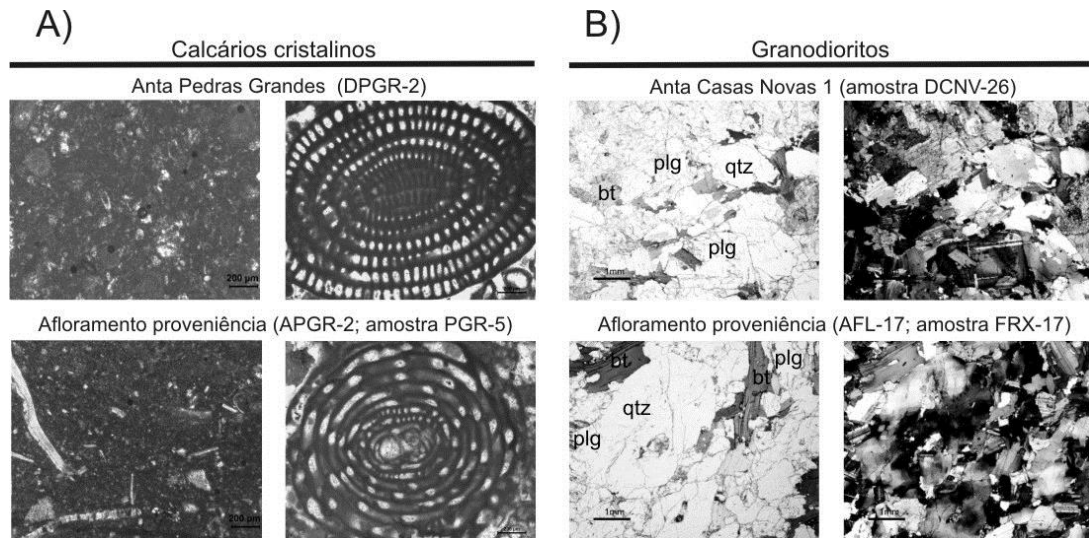 A)
Calcários cristalinos
Anta Pedras Grandes (DPGR-2)
200 µm
Afloramento proveniência (APGR-2; amostra PGR-5)
200 µm
B)
Granodioritos
Anta Casas Novas 1 (amostra DCNV-26)
plg
qtz
bt
plg
1mm
Afloramento proveniência (AFL-17; amostra FRX-17)
bt
plg
bt
qtz
plg
1mm
1mm